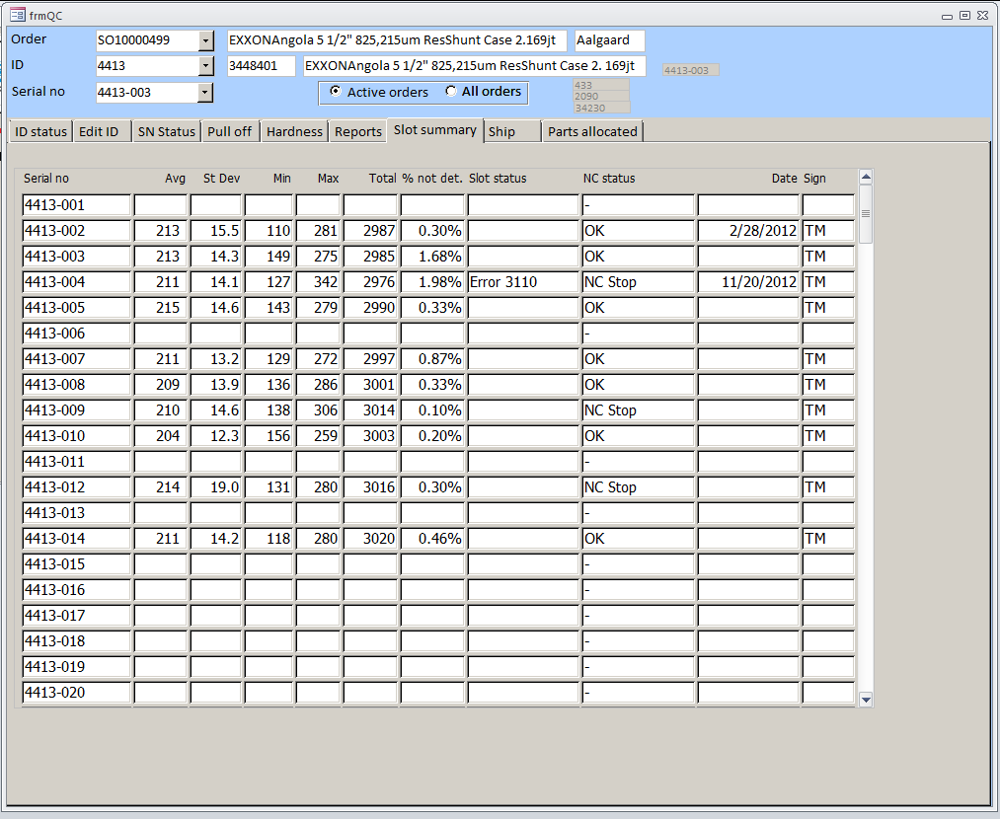 frmQC
Order SO10000499 EXXONAngola 5 1/2" 825,215um ResShunt Case 2.169jt Aalgaard
ID 4413 3448401 EXXONAngola 5 1/2" 825,215um ResShunt Case 2. 169jt 4413-003
Serial no 4413-003 Active orders All orders 433
2090
34230
ID status Edit ID SN Status Pull off Hardness Reports Slot summary Ship Parts allocated
Serial no Avg St Dev Min Max Total % not det. Slot status NC status Date Sign
4413-001 -
4413-002 213 15.5 110 281 2987 0.30% OK 2/28/2012 TM
4413-003 213 14.3 149 275 2985 1.68% OK TM
4413-004 211 14.1 127 342 2976 1.98% Error 3110 NC Stop 11/20/2012 TM
4413-005 215 14.6 143 279 2990 0.33% OK TM
4413-006 -
4413-007 211 13.2 129 272 2997 0.87% OK TM
4413-008 209 13.9 136 286 3001 0.33% OK TM
4413-009 210 14.6 138 306 3014 0.10% NC Stop TM
4413-010 204 12.3 156 259 3003 0.20% OK TM
4413-011 -
4413-012 214 19.0 131 280 3016 0.30% NC Stop TM
4413-013 -
4413-014 211 14.2 118 280 3020 0.46% OK TM
4413-015 -
4413-016 -
4413-017 -
4413-018 -
4413-019 -
4413-020 -